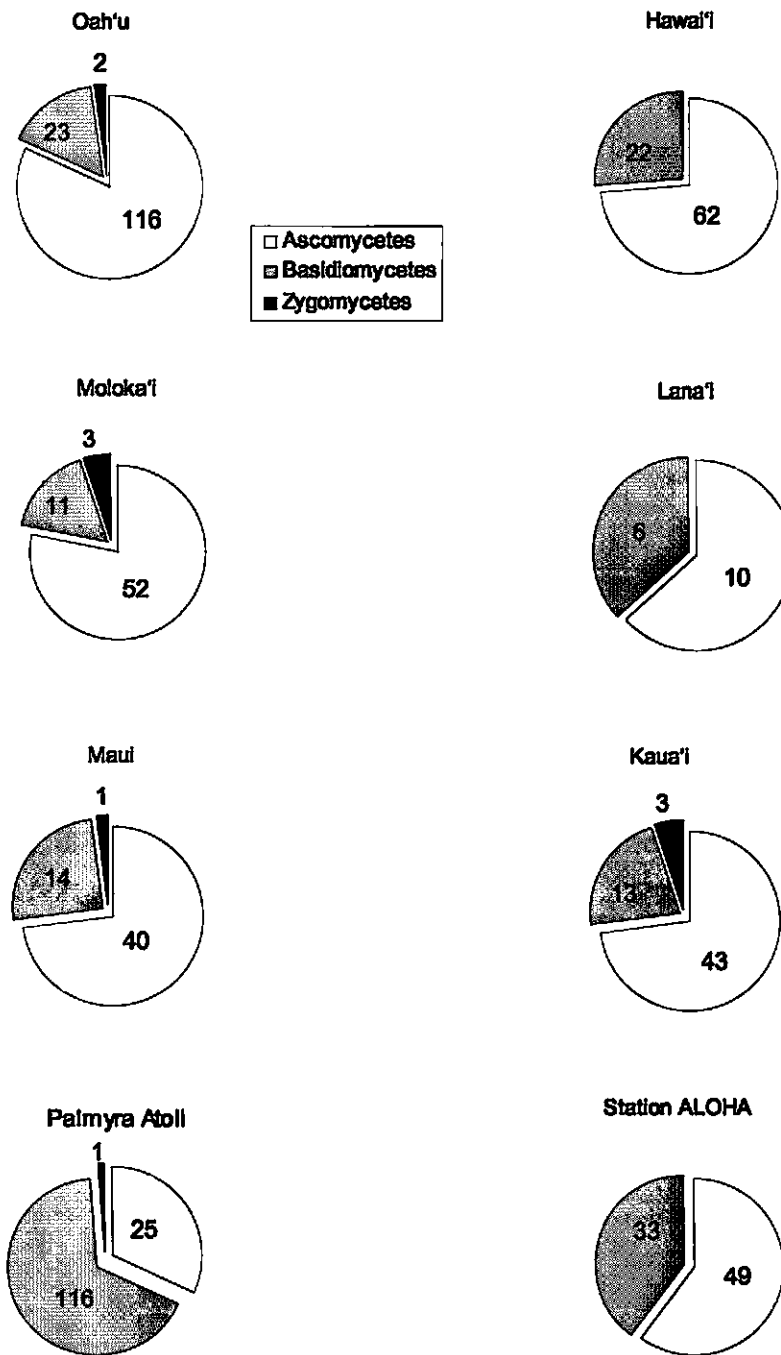 Oah'u
2
23
116
Hawai'i
22
62
Ascomycetes
Basidiomycetes
Zygomycetes
Moloka'i
3
11
52
Lana'i
6
10
Maui
1
14
40
Kaua'i
3
13
43
Palmyra Atoll
1
25
116
Station ALOHA
33
49